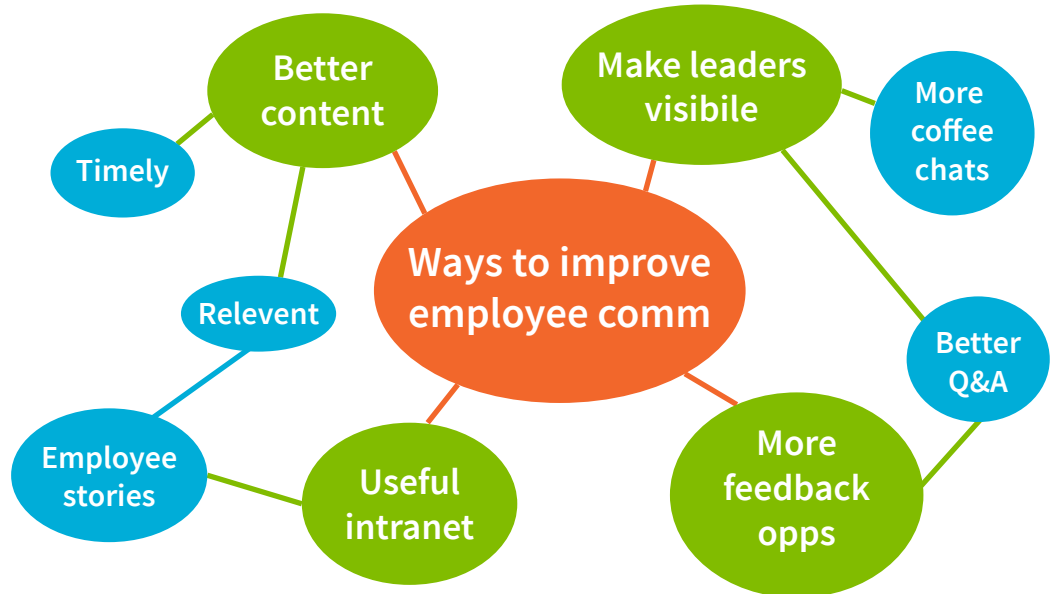 Better
content
Make leaders
visibile
More
coffee
chats
Timely
Ways to improve
employee comm
Relevent
Better
Q&A
Employee
stories
Useful
intranet
More
feedback
opps